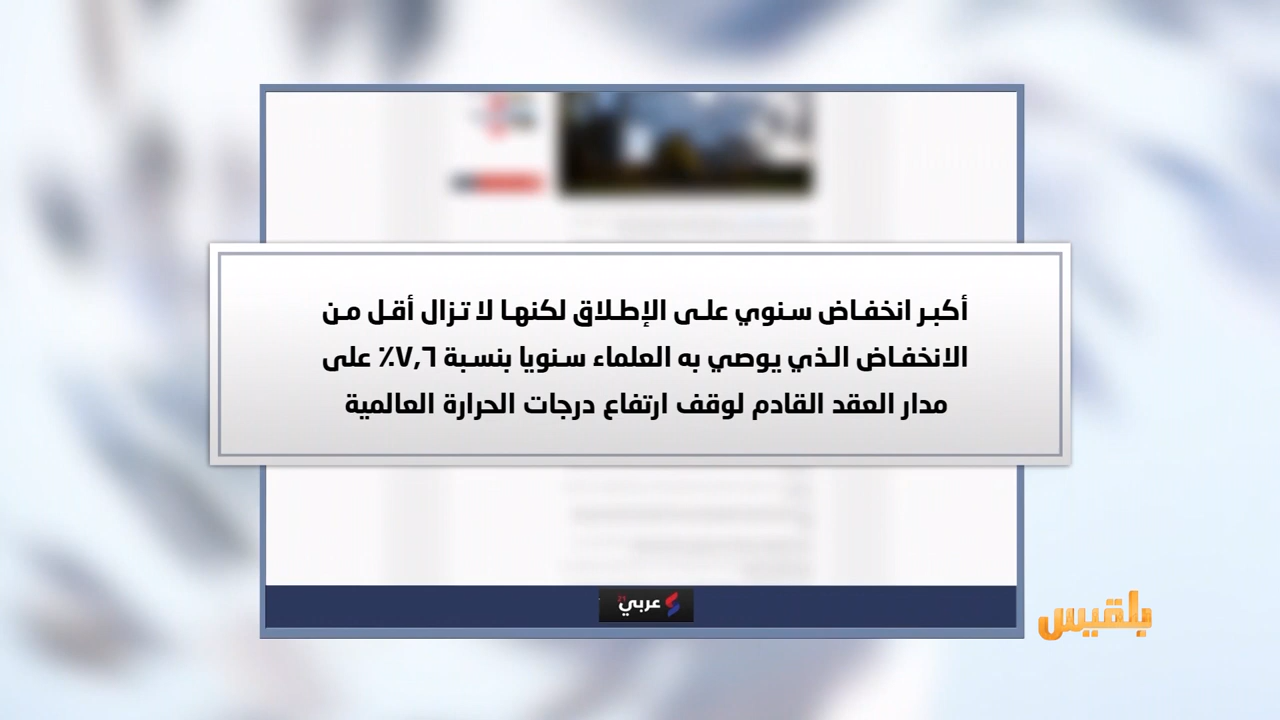 أكبر انخفاض سنوي على الإطلاق لكنها لا تزال أقل من
الانخفاض الذي يوصي به العلماء سنويا بنسبة ٧,٦٪ على
مدار العقد القادم لوقف ارتفاع درجات الحرارة العالمية
عربي21
بلقيس